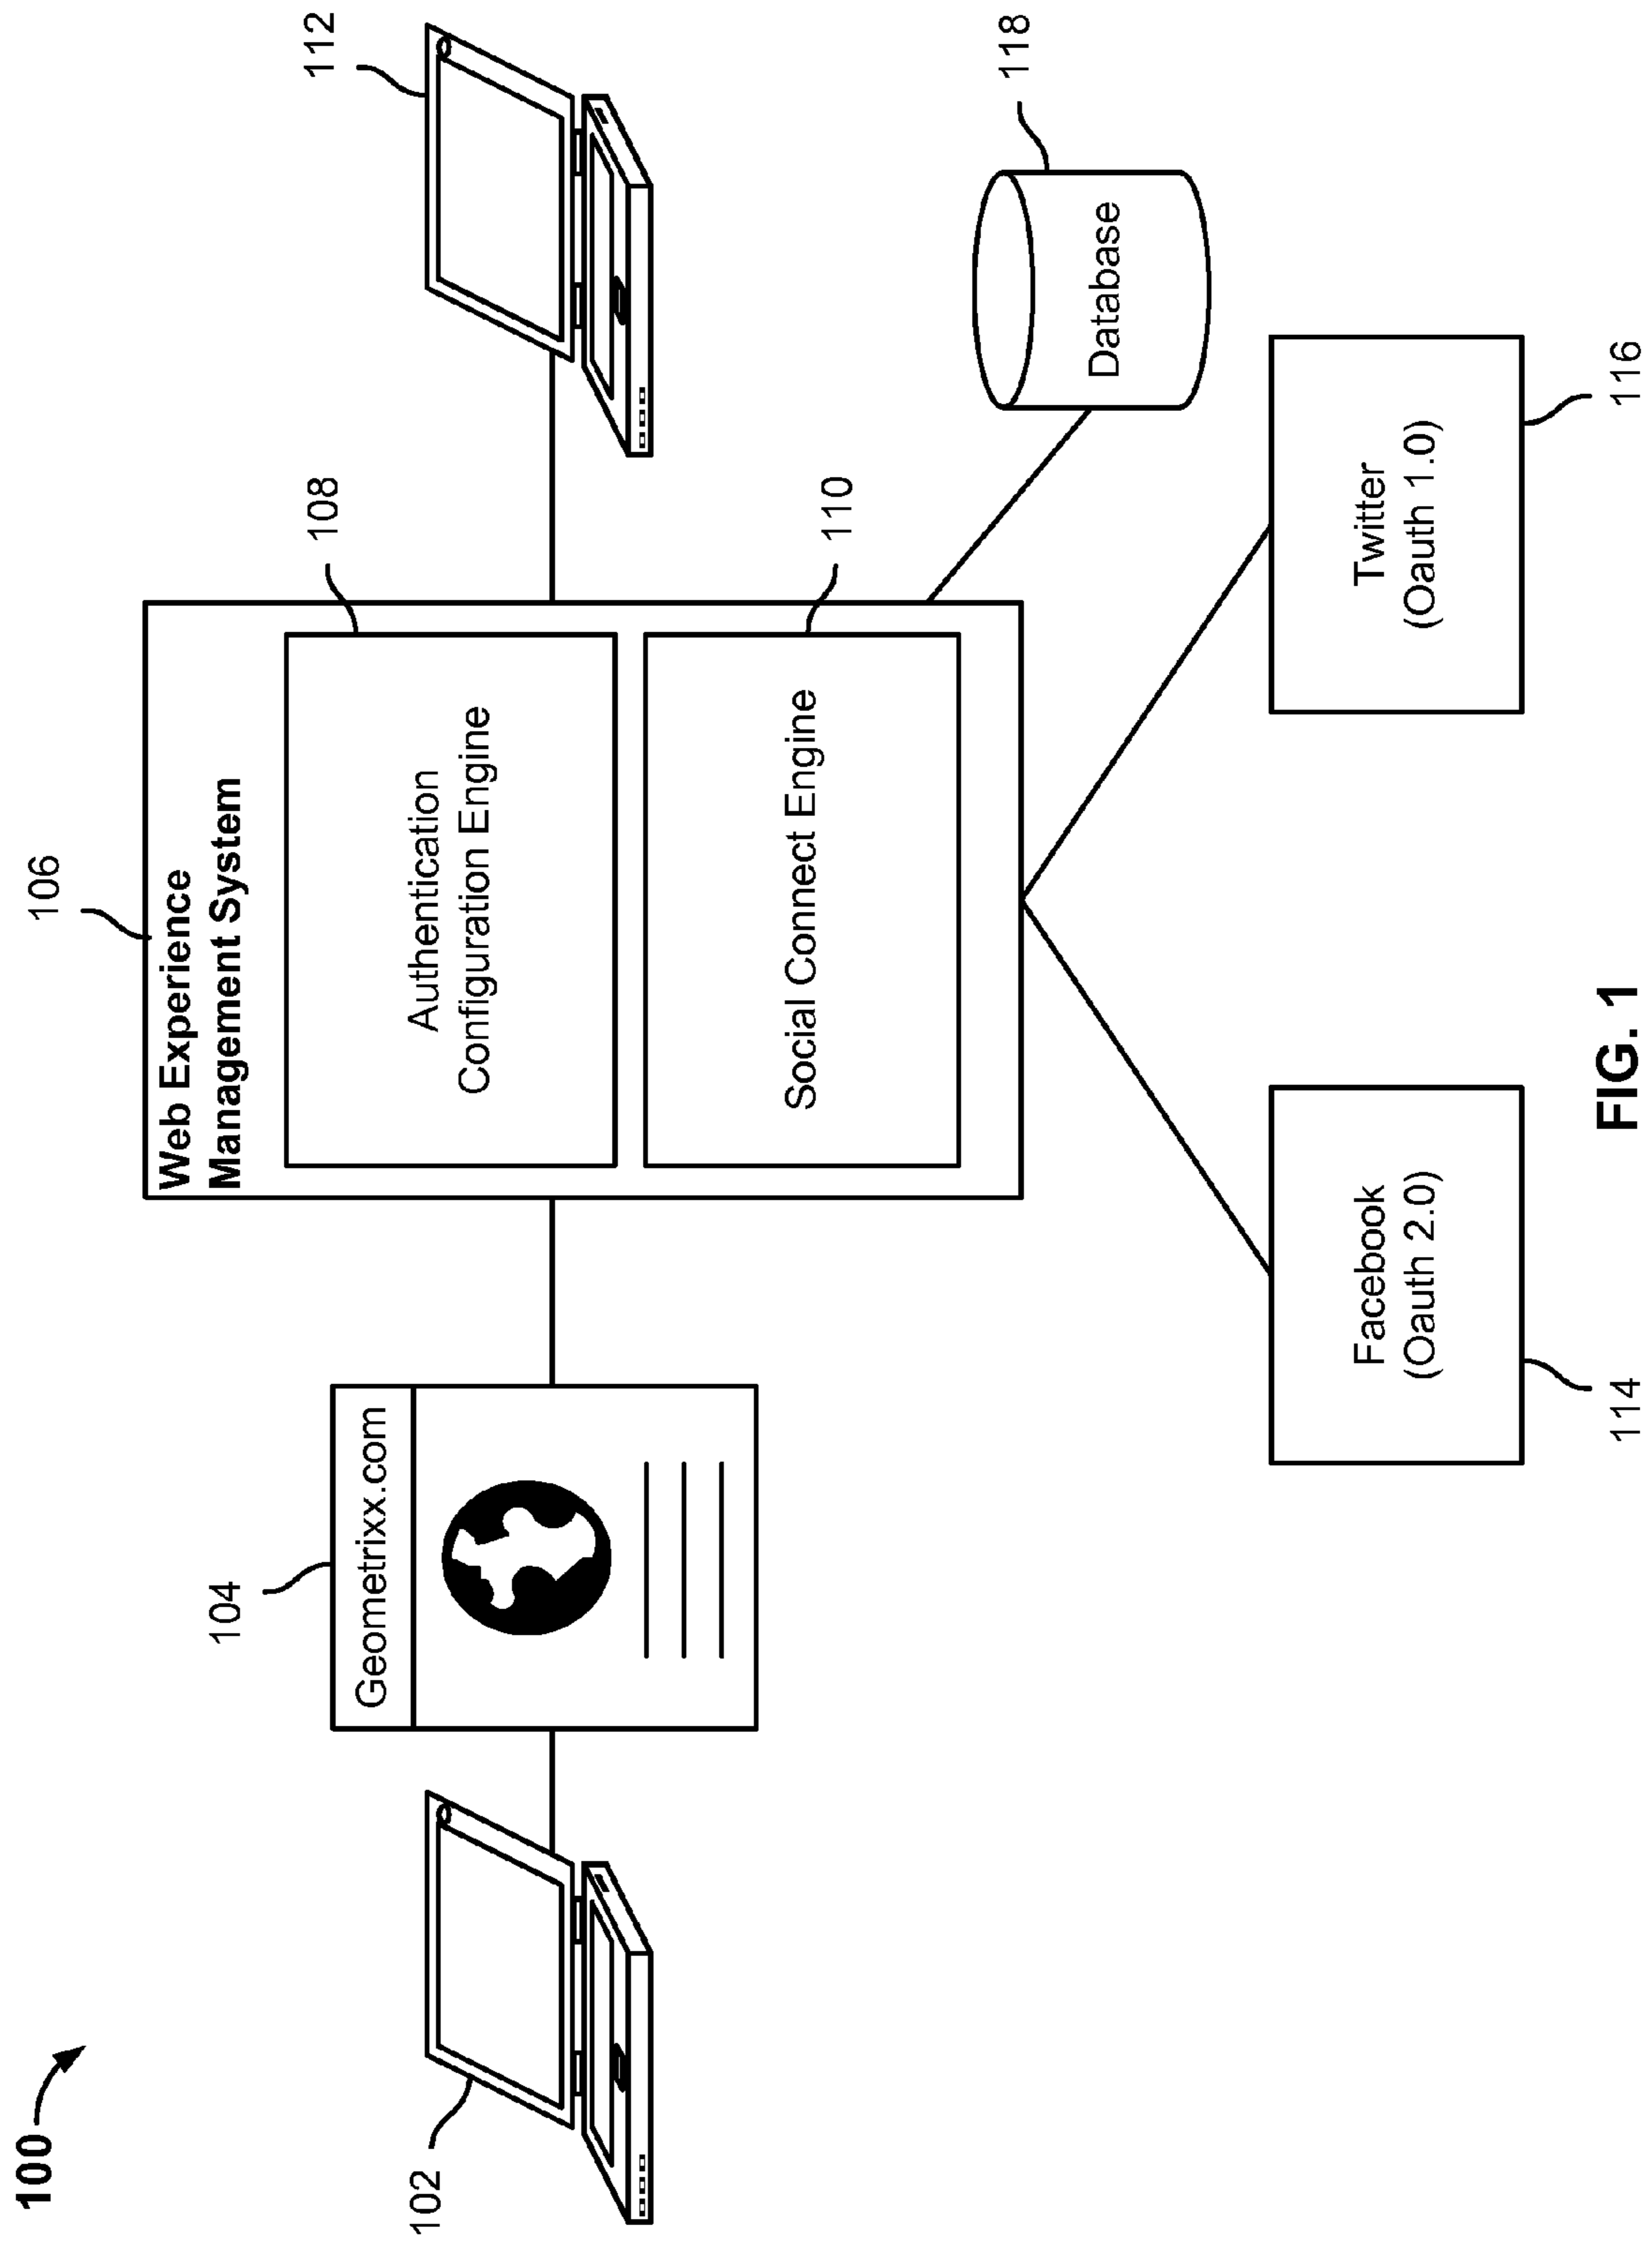 100
106
112
Web Experience
Management System
108
104
Geometrixx.com
Authentication
Configuration Engine
102
110
Social Connect Engine
118
Database
Facebook
(Oauth 2.0)
Twitter
(Oauth 1.0)
114
116
FIG. 1